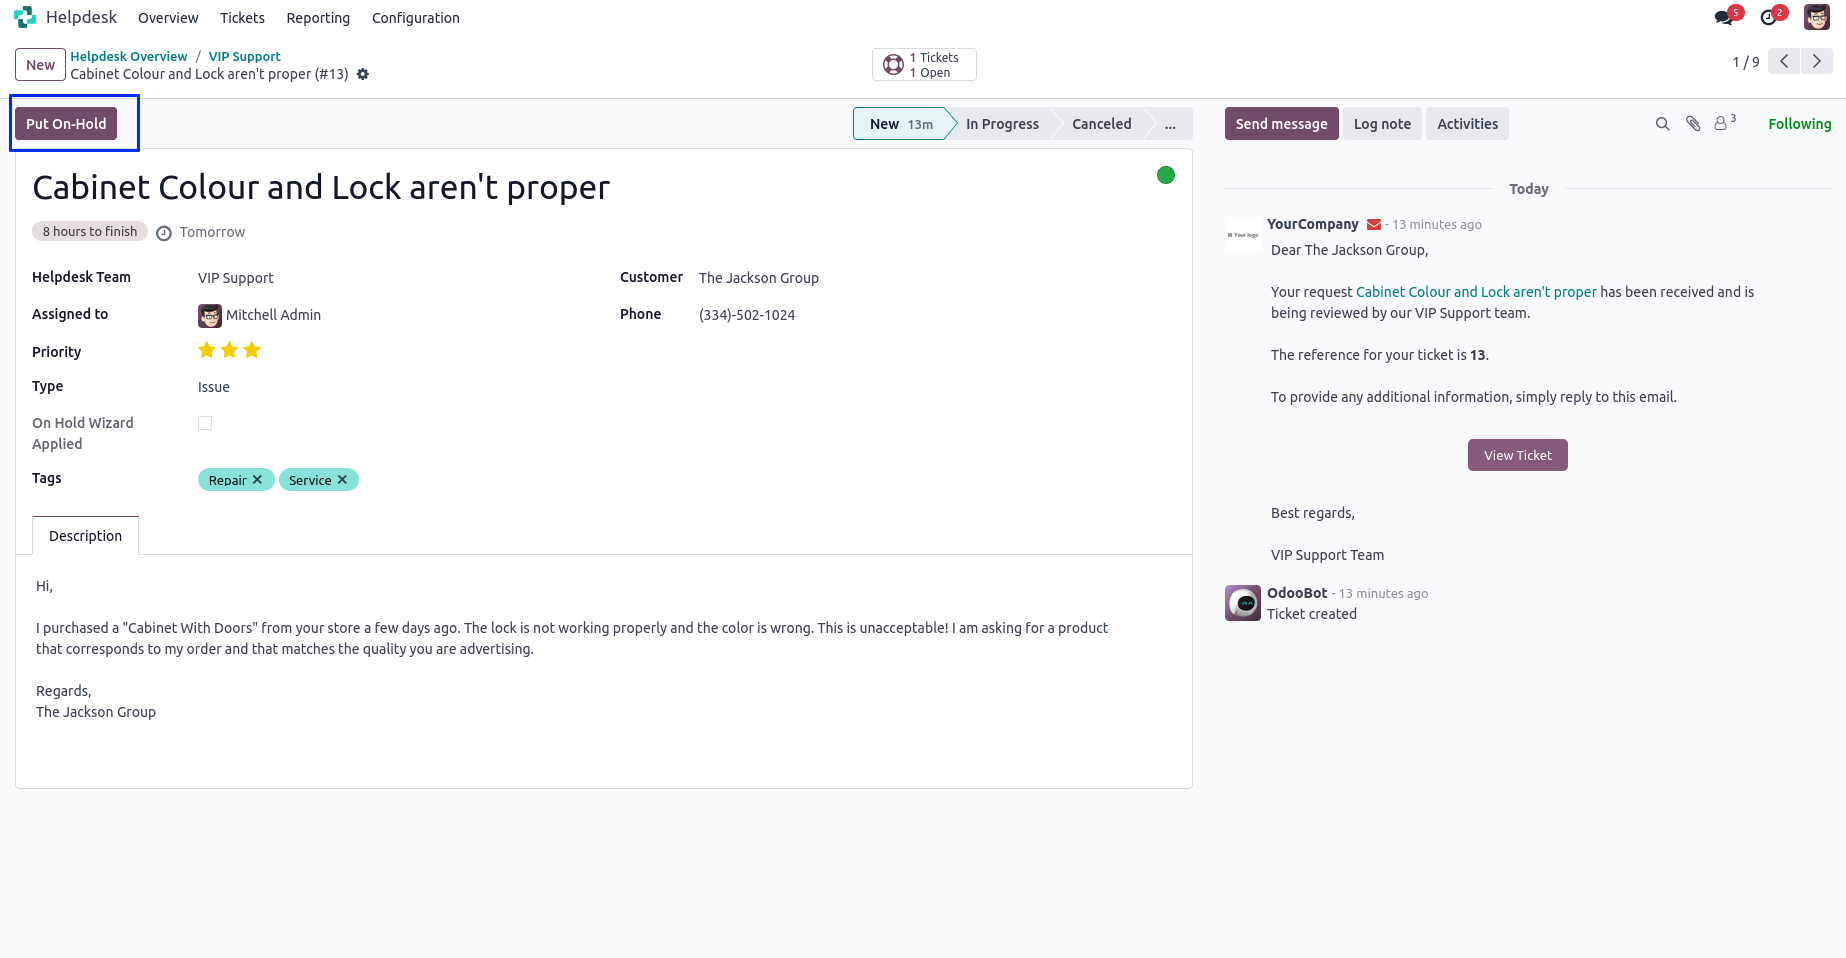 Helpdesk Overview Tickets Reporting Configuration 5 2
New Helpdesk Overview / VIP Support
Cabinet Colour and Lock aren't proper (#13)
1 Tickets
1 Open
1 / 9
Put On-Hold
New 13m In Progress Canceled ...
Send message Log note Activities 3 Following
Cabinet Colour and Lock aren't proper
8 hours to finish Tomorrow
Helpdesk Team VIP Support
Customer The Jackson Group
Assigned to Mitchell Admin
Phone (334)-502-1024
Priority
Type Issue
On Hold Wizard
Applied
Tags Repair ✕ Service ✕
Description
Hi,
I purchased a "Cabinet With Doors" from your store a few days ago. The lock is not working properly and the color is wrong. This is unacceptable! I am asking for a product
that corresponds to my order and that matches the quality you are advertising.
Regards,
The Jackson Group
Today
Your logo
YourCompany - 13 minutes ago
Dear The Jackson Group,
Your request Cabinet Colour and Lock aren't proper has been received and is
being reviewed by our VIP Support team.
The reference for your ticket is 13.
To provide any additional information, simply reply to this email.
View Ticket
Best regards,
VIP Support Team
OdooBot - 13 minutes ago
Ticket created